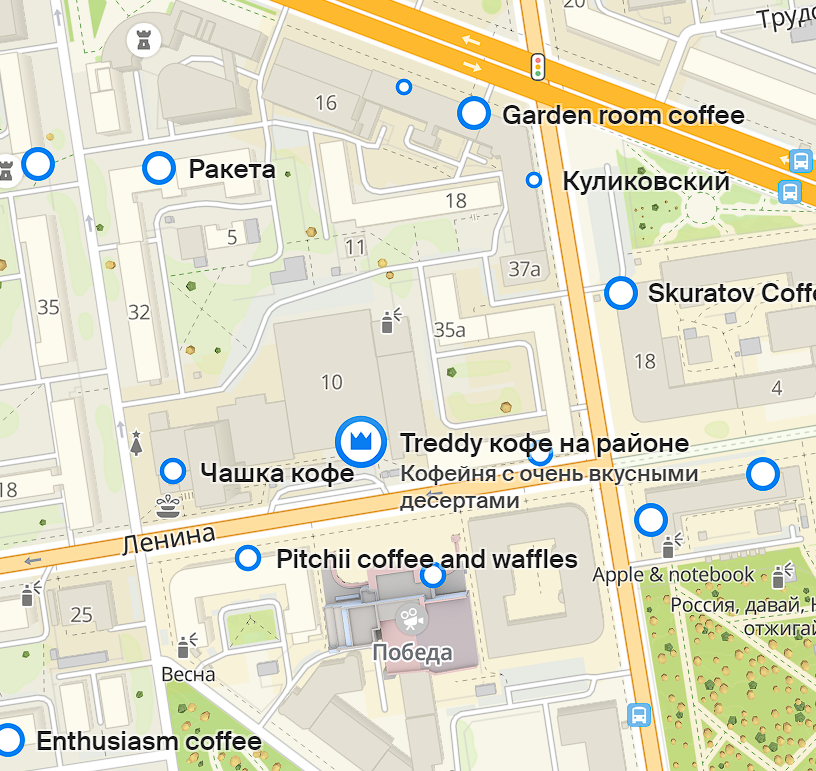 20
Трудо
16
Garden room coffee
Ракета
Куликовский
18
5
11
37а
Skuratov Coffe
35
32
35а
18
10
4
Treddy кофе на районе
Чашка кофе
Кофейня с очень вкусными
десертами
18
Ленина
Pitchii coffee and waffles
Apple & notebook
25
Россия, давай, Н
отжигай
Победа
Весна
Enthusiasm coffee